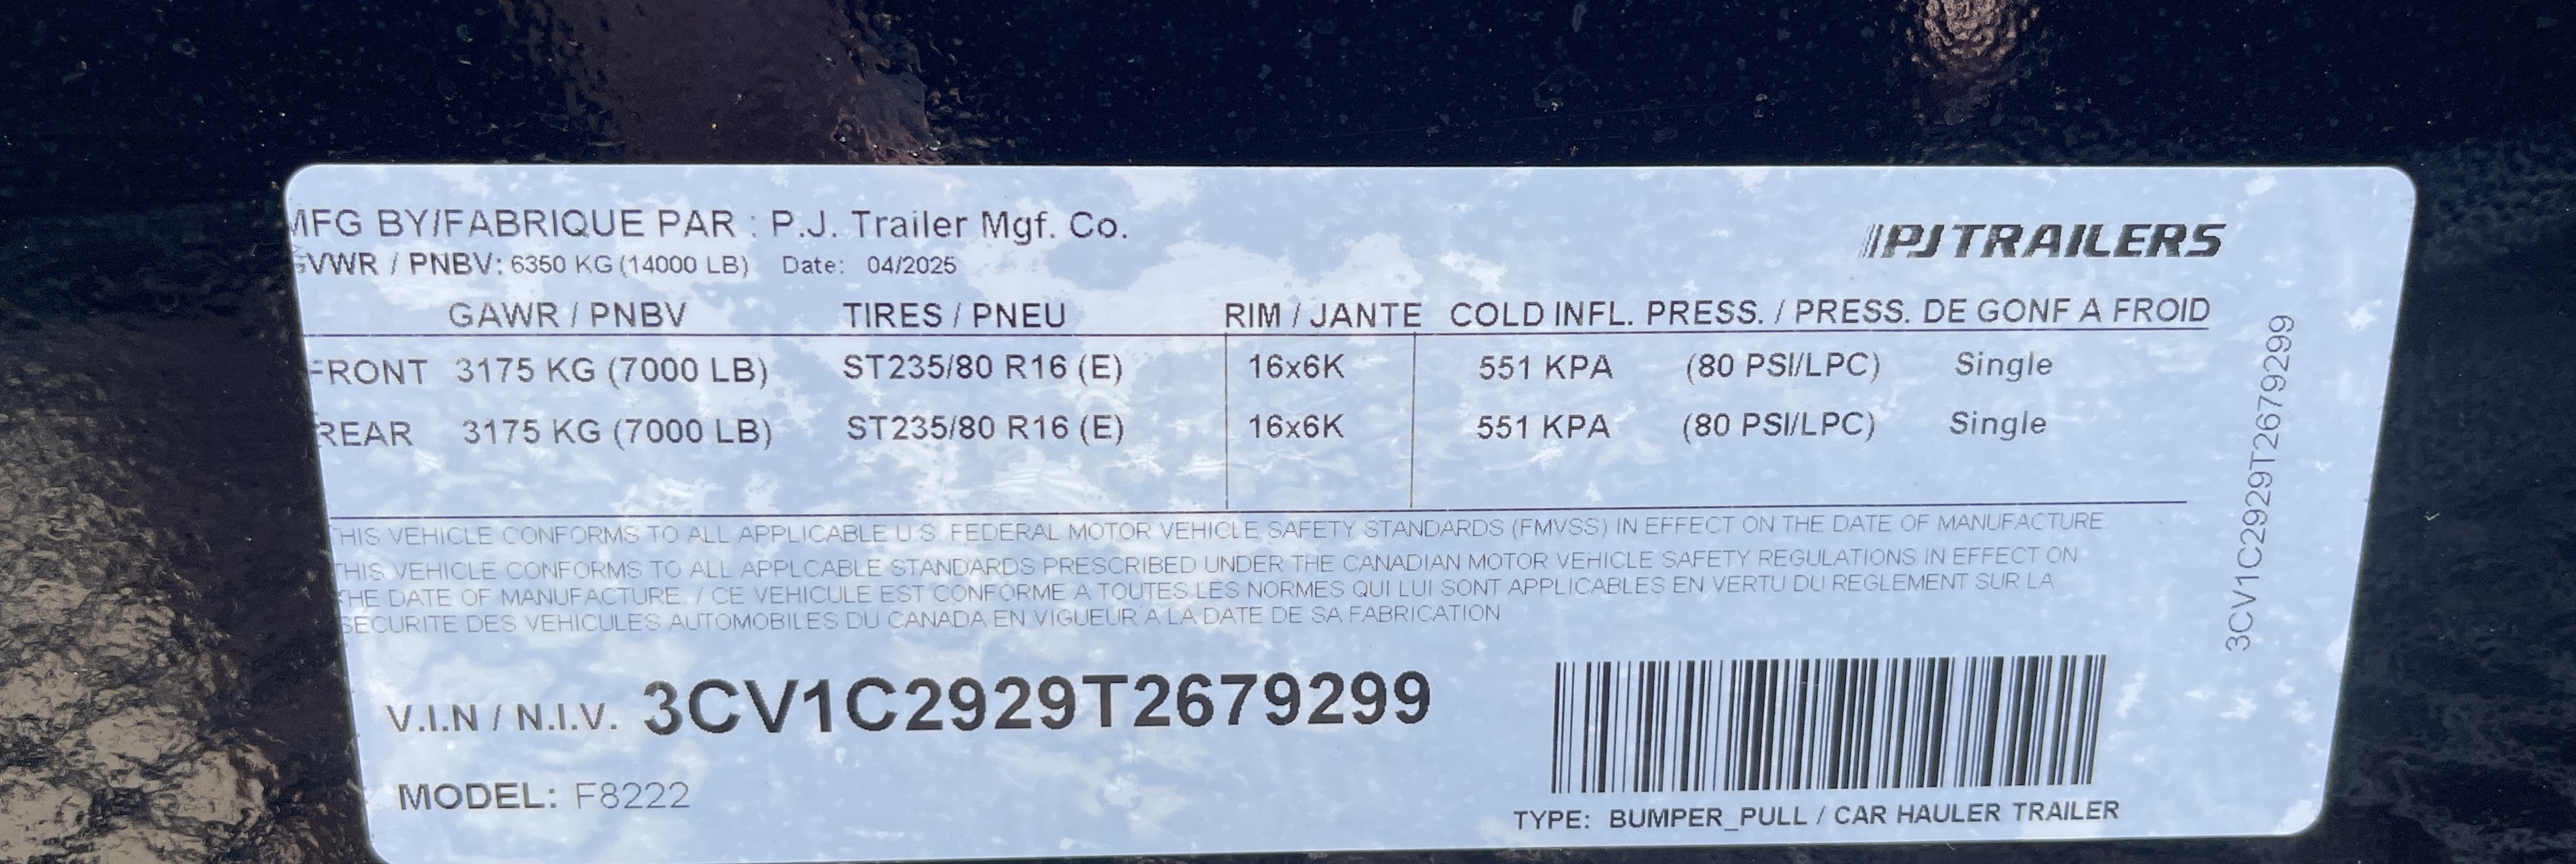 MFG BY/FABRIQUE PAR : P.J. Trailer Mgf. Co.
PJTRAILERS
GVWR / PNBV: 6350 KG (14000 LB) Date: 04/2025
GAWR / PNBV TIRES / PNEU RIM / JANTE COLD INFL. PRESS. / PRESS. DE GONF A FROID
FRONT 3175 KG (7000 LB) ST235/80 R16 (E) 16x6K 551 KPA (80 PSI/LPC) Single
REAR 3175 KG (7000 LB) ST235/80 R16 (E) 16x6K 551 KPA (80 PSI/LPC) Single
THIS VEHICLE CONFORMS TO ALL APPLICABLE U.S. FEDERAL MOTOR VEHICLE SAFETY STANDARDS (FMVSS) IN EFFECT ON THE DATE OF MANUFACTURE.
THIS VEHICLE CONFORMS TO ALL APPLCABLE STANDARDS PRESCRIBED UNDER THE CANADIAN MOTOR VEHICLE SAFETY REGULATIONS IN EFFECT ON
THE DATE OF MANUFACTURE. / CE VEHICULE EST CONFORME A TOUTES LES NORMES QUI LUI SONT APPLICABLES EN VERTU DU REGLEMENT SUR LA
SECURITE DES VEHICULES AUTOMOBILES DU CANADA EN VIGUEUR A LA DATE DE SA FABRICATION
V.I.N / N.I.V. 3CV1C2929T2679299
MODEL: F8222
TYPE: BUMPER_PULL / CAR HAULER TRAILER
3CV1C2929T2679299